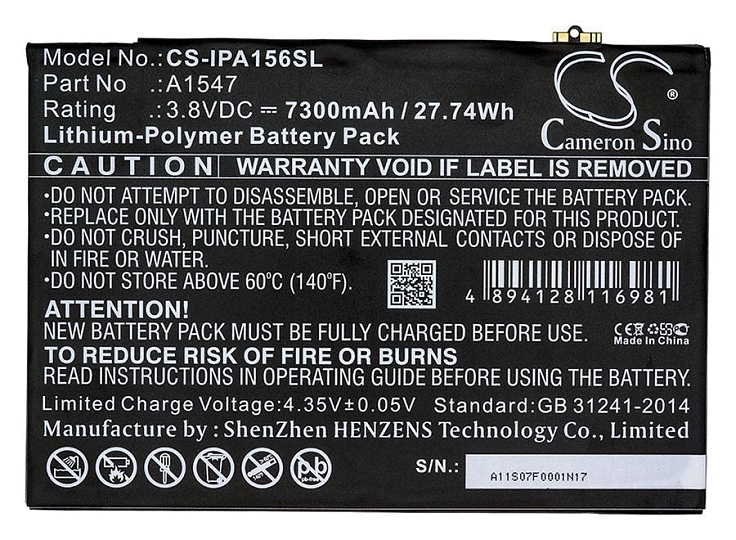 Model No.: CS-IPA156SL
Part No .: A1547
Rating .: 3.8VDC ⎓ 7300mAh / 27.74Wh
Lithium-Polymer Battery Pack
CS ®
Cameron Sino
CAUTION WARRANTY VOID IF LABEL IS REMOVED
•DO NOT ATTEMPT TO DISASSEMBLE, OPEN OR SERVICE THE BATTERY PACK.
•REPLACE ONLY WITH THE BATTERY PACK DESIGNATED FOR THIS PRODUCT.
•DO NOT CRUSH, PUNCTURE, SHORT EXTERNAL CONTACTS OR DISPOSE OF
IN FIRE OR WATER.
•DO NOT STORE ABOVE 60°C (140°F).
4 894128 116981
ATTENTION!
NEW BATTERY PACK MUST BE FULLY CHARGED BEFORE USE.
CE
Made In China
TO REDUCE RISK OF FIRE OR BURNS
READ INSTRUCTIONS IN OPERATING GUIDE BEFORE USING THE BATTERY.
Limited Charge Voltage:4.35V±0.05V Standard:GB 31241-2014
Manufacture by : ShenZhen HENZENS Technology Co., Limited
Pb
S/N.: A11S07F0001N17